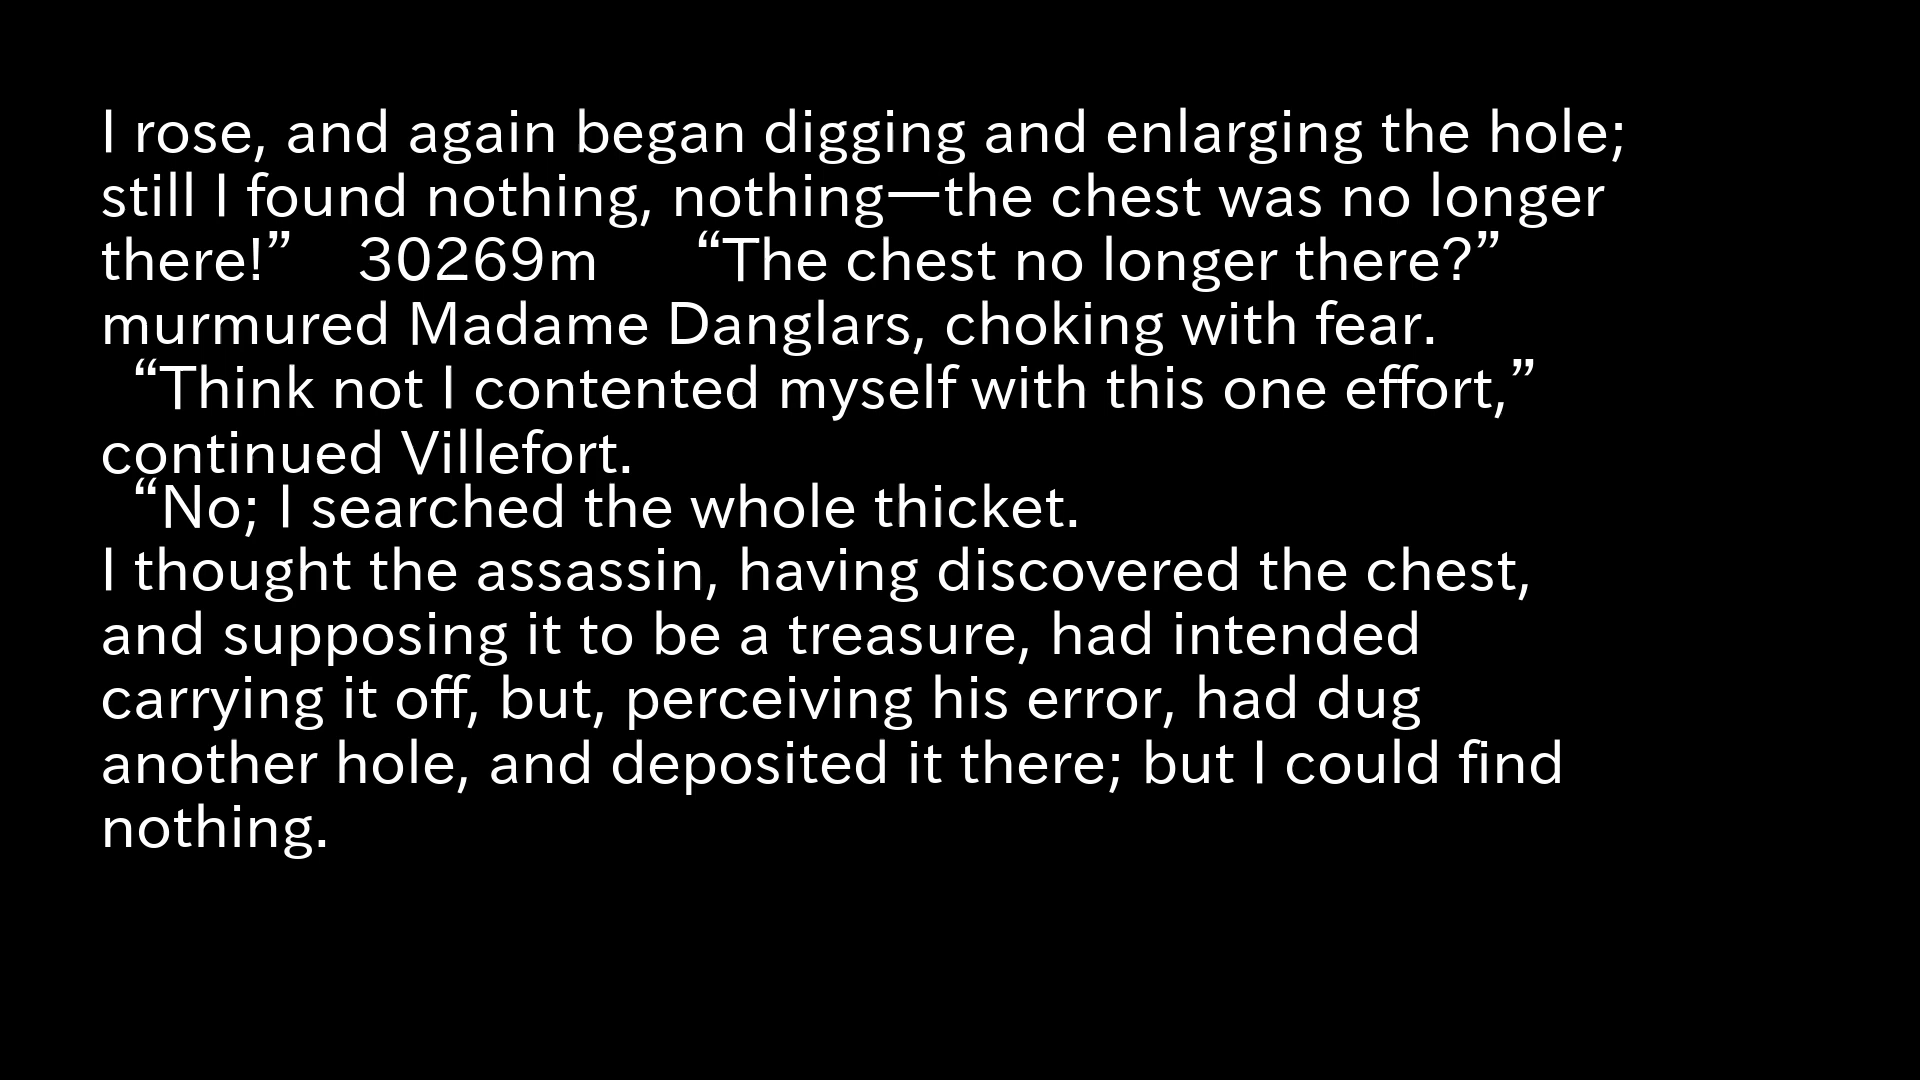 I rose, and again began digging and enlarging the hole;
still I found nothing, nothing—the chest was no longer
there!” 30269m “The chest no longer there?”
murmured Madame Danglars, choking with fear.
“Think not I contented myself with this one effort,”
continued Villefort.
“No; I searched the whole thicket.
I thought the assassin, having discovered the chest,
and supposing it to be a treasure, had intended
carrying it off, but, perceiving his error, had dug
another hole, and deposited it there; but I could find
nothing.